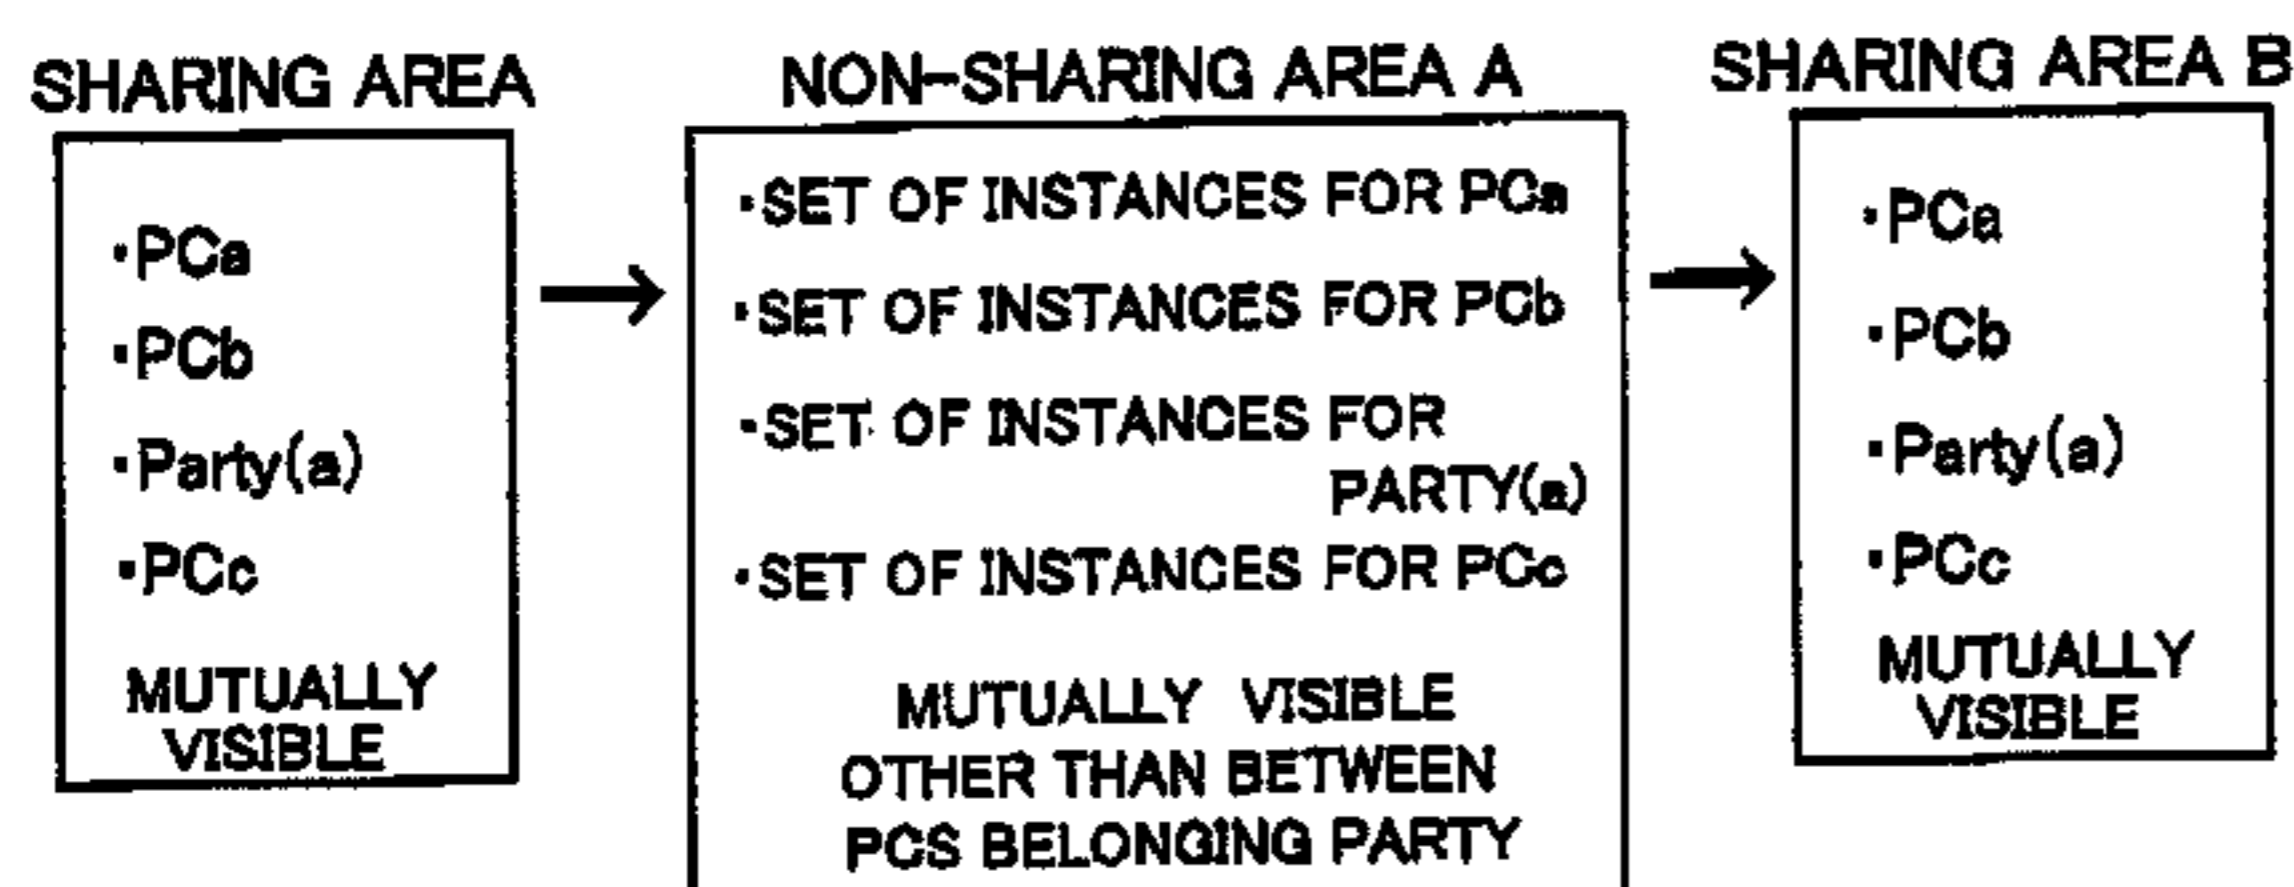 SHARING AREA
·PCa
·PCb
·Party(a)
·PCc
MUTUALLY
VISIBLE
NON-SHARING AREA A
·SET OF INSTANCES FOR PCa
·SET OF INSTANCES FOR PCb
·SET OF INSTANCES FOR
PARTY(a)
·SET OF INSTANCES FOR PCc
MUTUALLY VISIBLE
OTHER THAN BETWEEN
PCS BELONGING PARTY
SHARING AREA B
·PCa
·PCb
·Party(a)
·PCc
MUTUALLY
VISIBLE